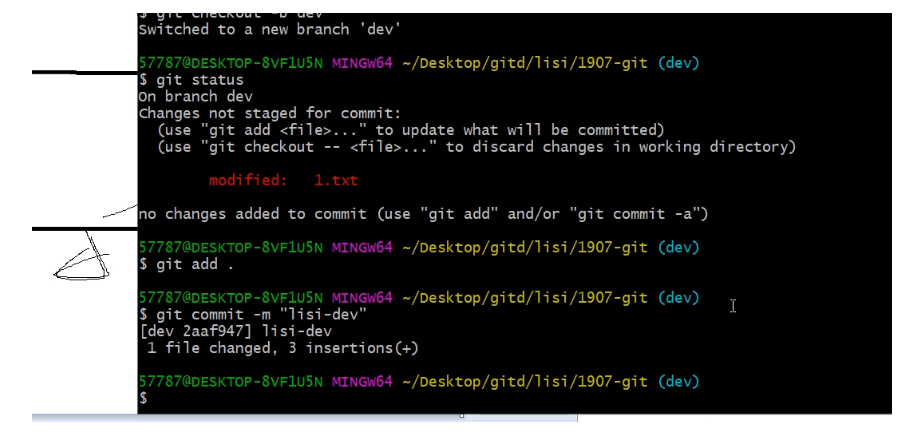 $ git checkout -b dev
Switched to a new branch 'dev'
57787@DESKTOP-8VF1U5N MINGW64 ~/Desktop/gitd/lisi/1907-git (dev)
$ git status
On branch dev
Changes not staged for commit:
  (use "git add <file>..." to update what will be committed)
  (use "git checkout -- <file>..." to discard changes in working directory)
        modified:   1.txt
no changes added to commit (use "git add" and/or "git commit -a")
57787@DESKTOP-8VF1U5N MINGW64 ~/Desktop/gitd/lisi/1907-git (dev)
$ git add .
57787@DESKTOP-8VF1U5N MINGW64 ~/Desktop/gitd/lisi/1907-git (dev)
$ git commit -m "lisi-dev"
[dev 2aaf947] lisi-dev
 1 file changed, 3 insertions(+)
57787@DESKTOP-8VF1U5N MINGW64 ~/Desktop/gitd/lisi/1907-git (dev)
$